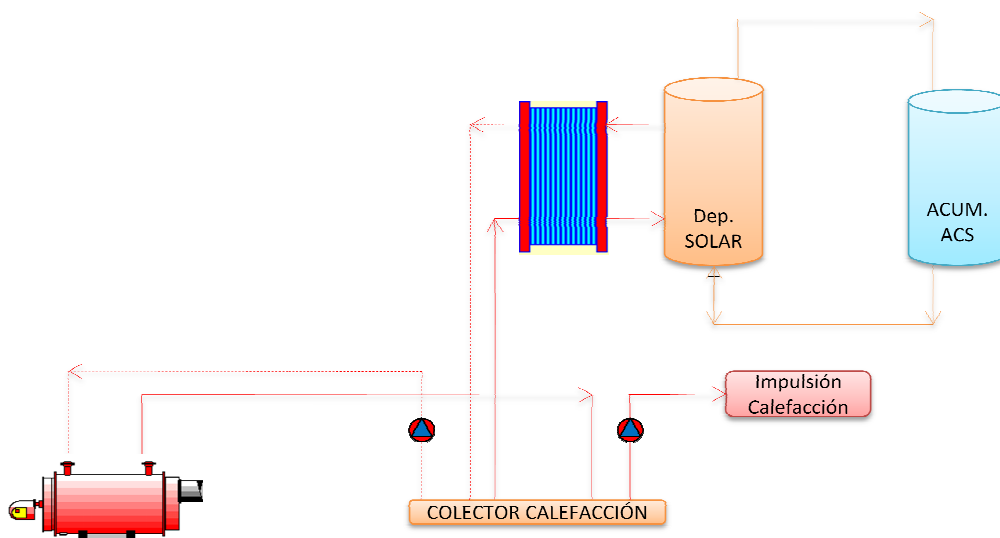 Dep.
SOLAR
ACUM.
ACS
Impulsión
Calefacción
COLECTOR CALEFACCIÓN